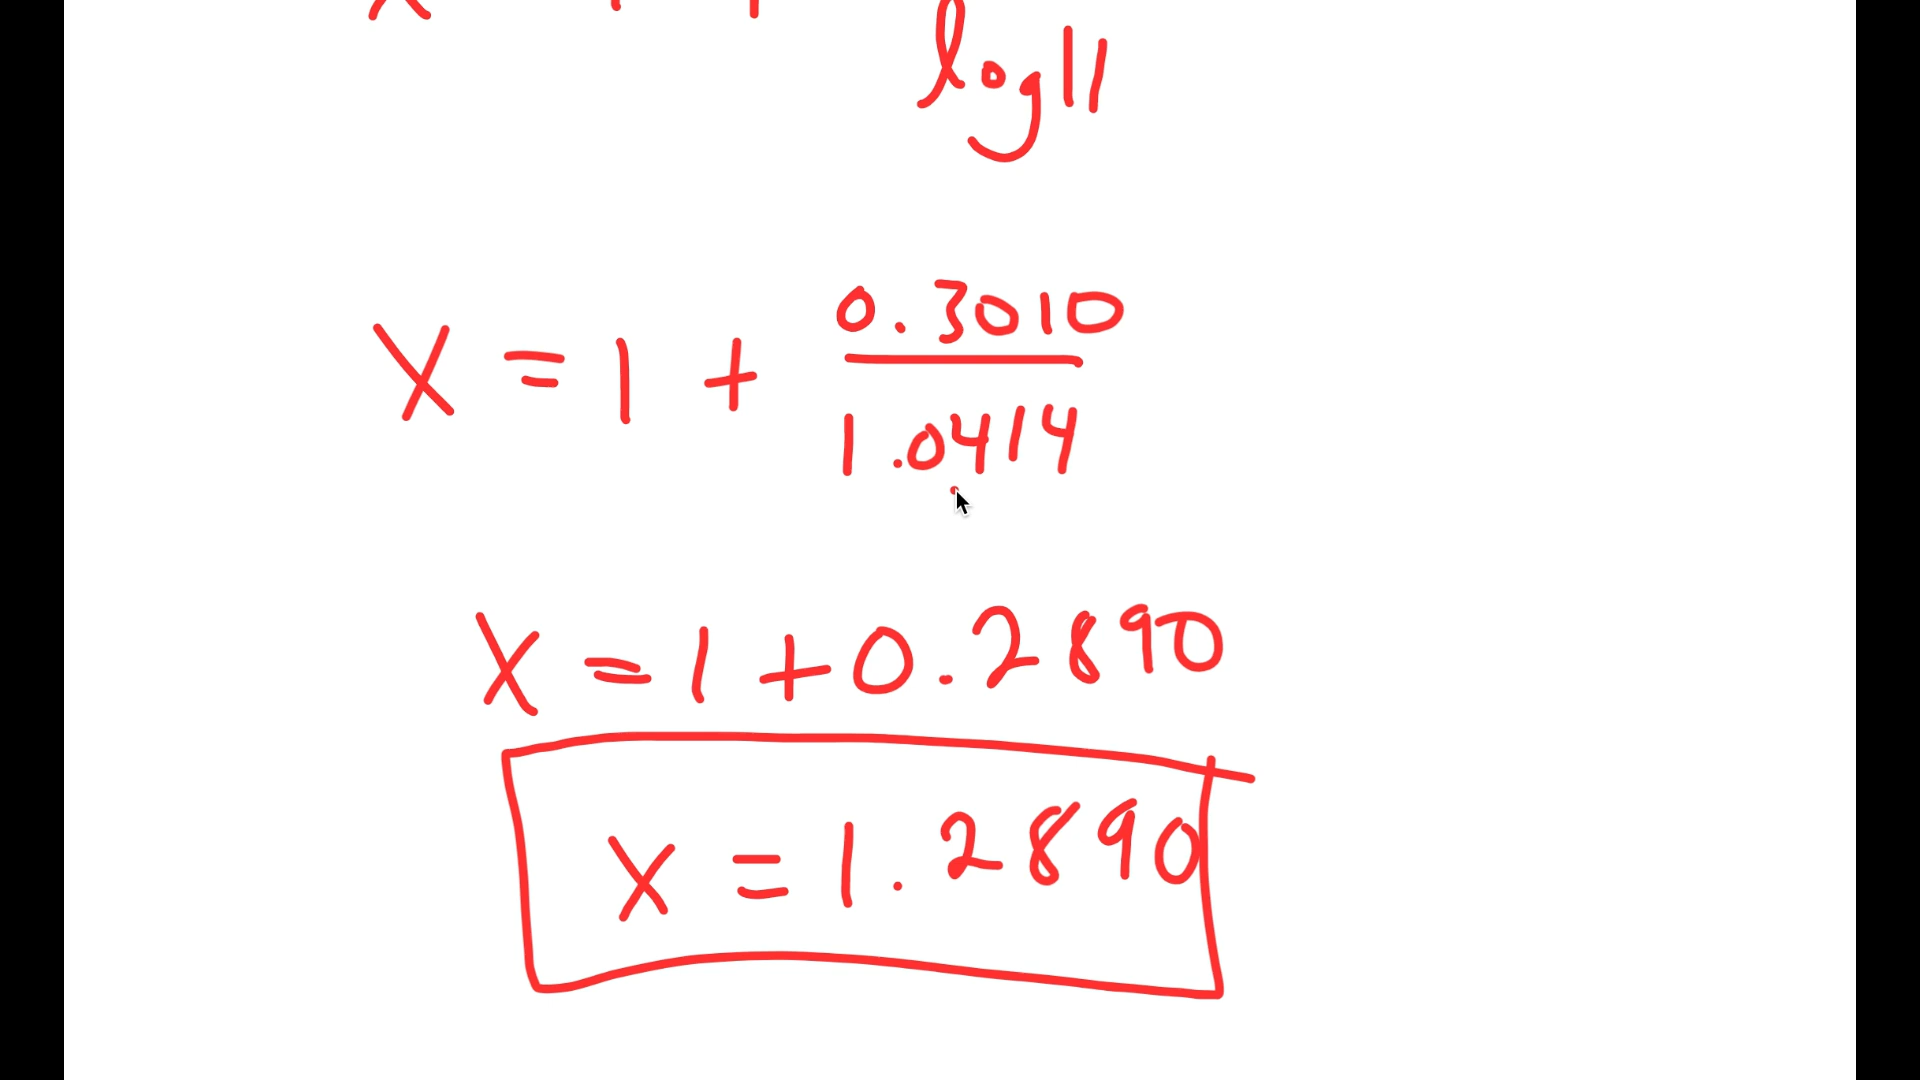 log11
x = 1 + 0.3010
1.0414
x = 1 + 0.2890
x = 1.2890